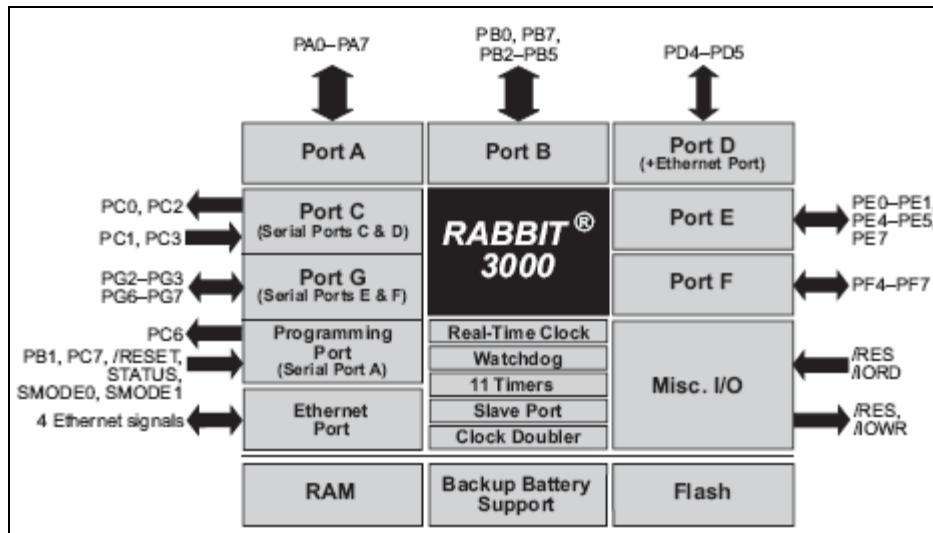 PA0–PA7
PB0, PB7,
PB2–PB5
PD4–PD5
Port A
Port B
Port D
(+Ethernet Port)
PC0, PC2
PC1, PC3
Port C
(Serial Ports C & D)
RABBIT ®
3000
Port E
PE0–PE1,
PE4–PE5,
PE7
PG2–PG3
PG6–PG7
Port G
(Serial Ports E & F)
Port F
PF4–PF7
PC6
PB1, PC7, /RESET,
STATUS,
SMODE0, SMODE1
Programming
Port
(Serial Port A)
Real-Time Clock
Watchdog
11 Timers
Slave Port
Clock Doubler
Misc. I/O
/RES
/IORD
/RES,
/IOWR
4 Ethernet signals
Ethernet
Port
RAM
Backup Battery
Support
Flash